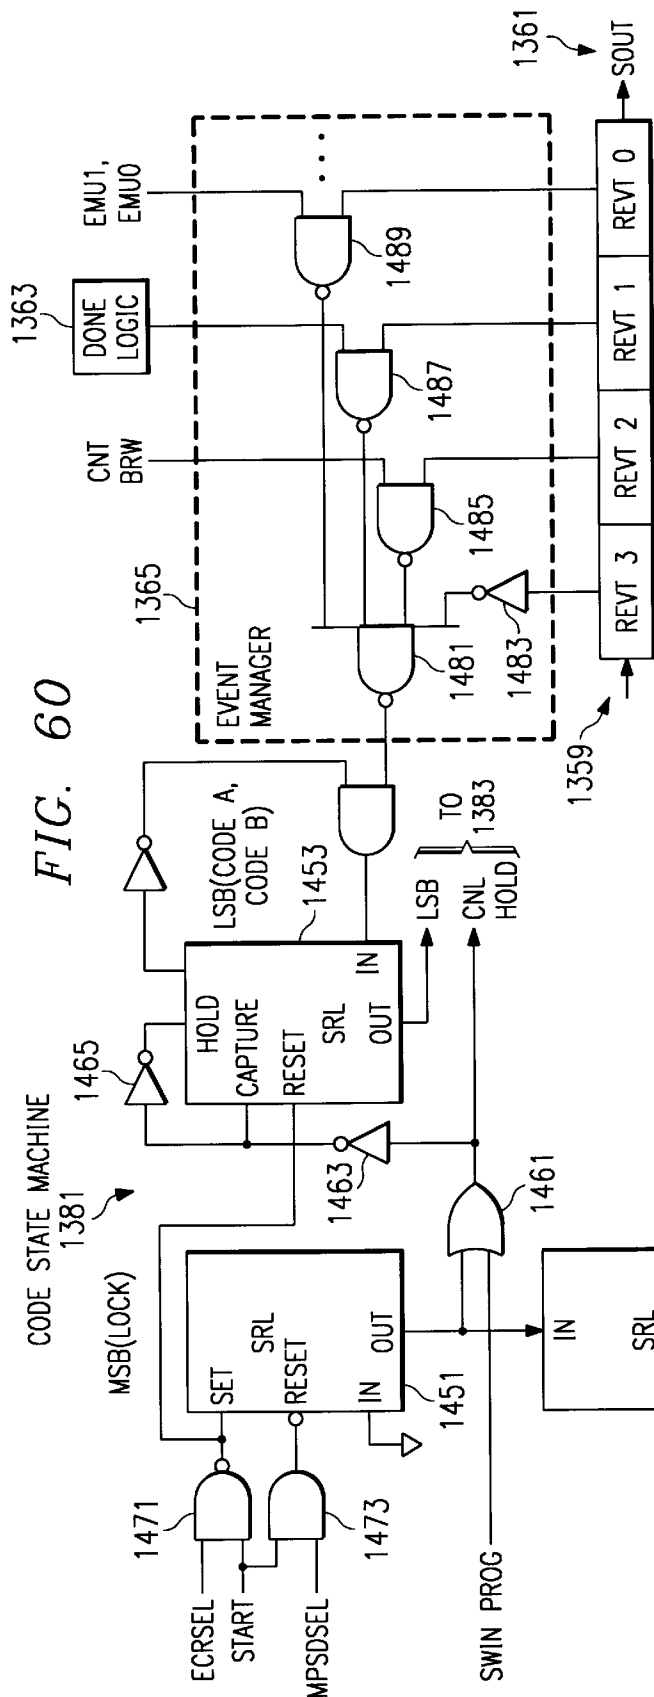 FIG. 60
CODE STATE MACHINE
1381
MSB(LOCK)
ECRSEL
START
MPSDSEL
SWIN PROG
1471
1473
SET
SRL
RESET
IN
OUT
1451
IN
SRL
1461
1463
1465
HOLD
CAPTURE
RESET
SRL
OUT
IN
LSB(CODE A,
CODE B)
1453
LSB
CNL
HOLD
TO
1383
EVENT
MANAGER
1365
1481
1483
1485
1487
1489
CNT
BRW
1363
DONE
LOGIC
EMU1,
EMU0
1359
REVT 3
REVT 2
REVT 1
REVT 0
SOUT
1361